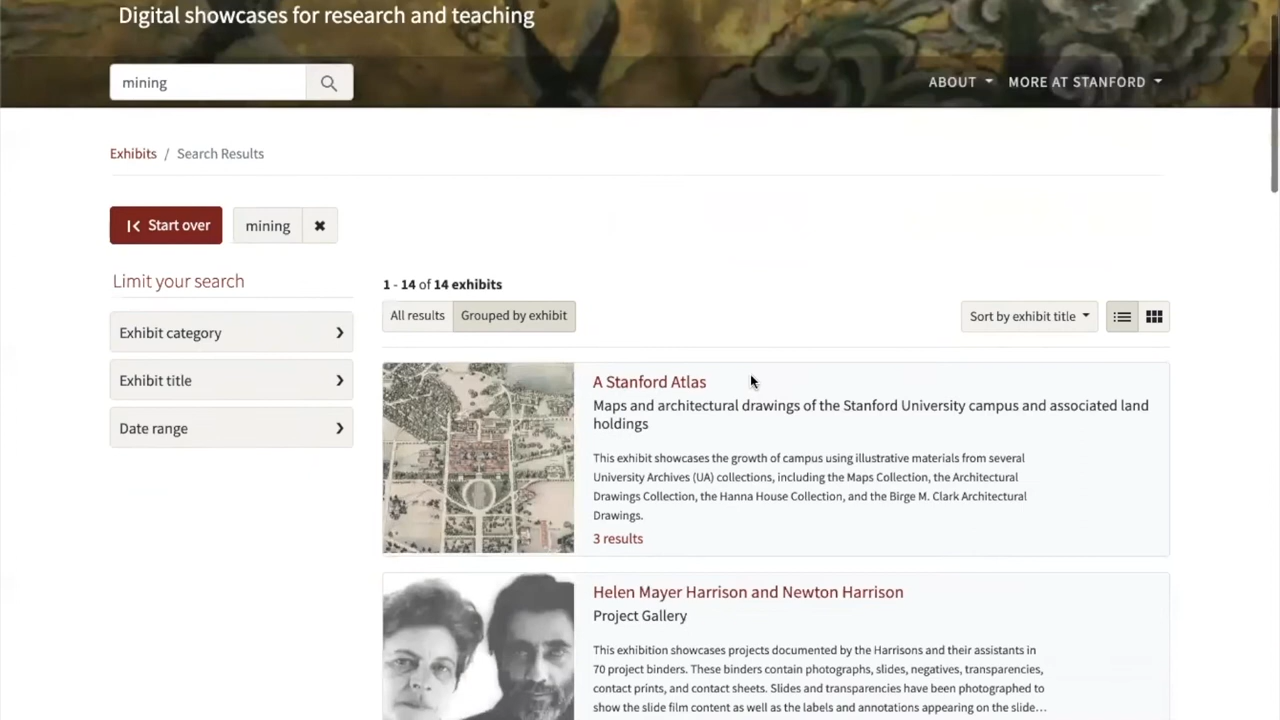 Digital showcases for research and teaching
mining
ABOUT
MORE AT STANFORD
Exhibits / Search Results
Start over
mining
Limit your search
Exhibit category
Exhibit title
Date range
1 - 14 of 14 exhibits
All results
Grouped by exhibit
Sort by exhibit title
A Stanford Atlas
Maps and architectural drawings of the Stanford University campus and associated land
holdings
This exhibit showcases the growth of campus using illustrative materials from several
University Archives (UA) collections, including the Maps Collection, the Architectural
Drawings Collection, the Hanna House Collection, and the Birge M. Clark Architectural
Drawings.
3 results
Helen Mayer Harrison and Newton Harrison
Project Gallery
This exhibition showcases projects documented by the Harrisons and their assistants in
70 project binders. These binders contain photographs, slides, negatives, transparencies,
contact prints, and contact sheets. Slides and transparencies have been photographed to
show the slide film content as well as the labels and annotations appearing on the slide…